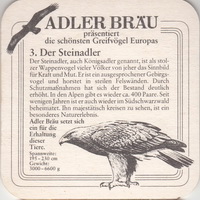 ADLER BRÄU
präsentiert
die schönsten Greifvögel Europas
3. Der Steinadler
Der Steinadler, auch Königsadler genannt, ist als stol-
zer Wappenvogel vieler Völker von jeher das Sinnbild
für Kraft und Mut. Er ist ein ausgesprochener Gebirgs-
vogel und horstet in steilen Felswänden. Durch
Schutzmaßnahmen hat sich der Bestand deutlich
erhöht. In den Alpen gibt es wieder ca. 400 Paare. Seit
wenigen Jahren ist er auch wieder im Südschwarzwald
beheimatet. Ihn majestätisch kreisen zu sehen, ist ein
besonderes Naturerlebnis.
Adler Bräu setzt sich
ein für die
Erhaltung
dieser
Tiere.
Spannweite:
195 - 230 cm
Gewicht:
3000 - 6600 g